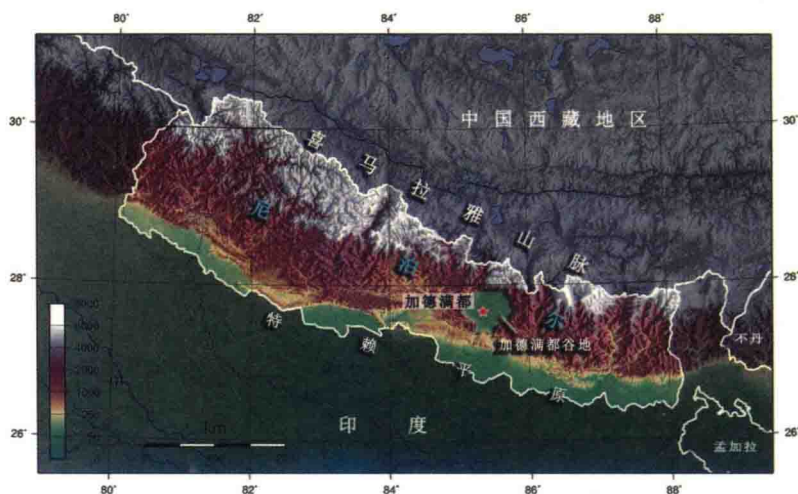 80° 82° 84° 86° 88°
30° 30°
28° 28°
26° 26°
中国西藏地区
喜马拉雅山脉
尼泊尔
加德满都
加德满都谷地
特赖平原
不丹
印度
孟加拉
km
80° 82° 84° 86° 88°